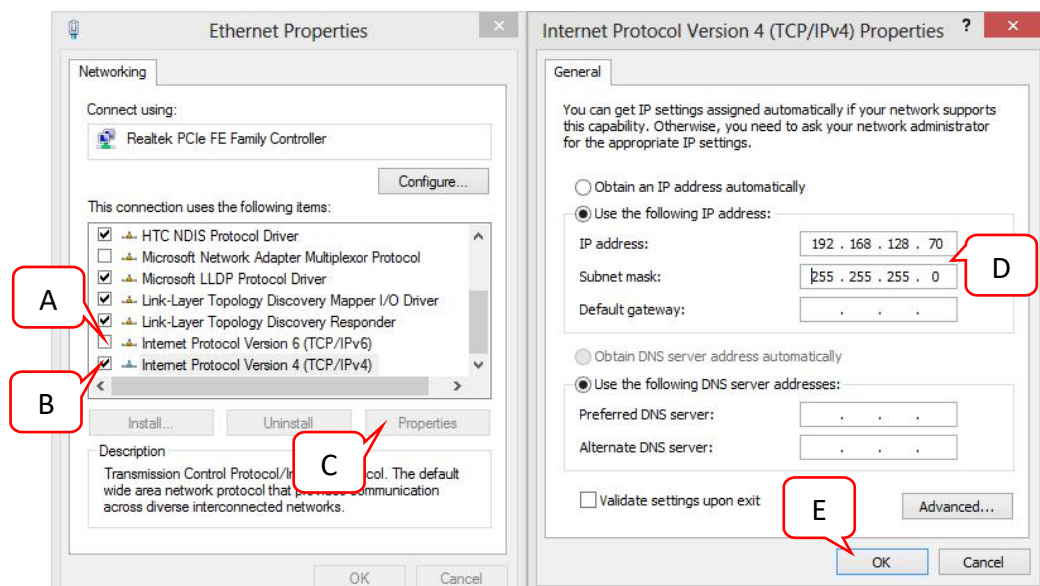 Ethernet Properties
Networking
Connect using:
Realtek PCIe FE Family Controller
Configure...
This connection uses the following items:
HTC NDIS Protocol Driver
Microsoft Network Adapter Multiplexor Protocol
Microsoft LLDP Protocol Driver
Link-Layer Topology Discovery Mapper I/O Driver
Link-Layer Topology Discovery Responder
Internet Protocol Version 6 (TCP/IPv6)
Internet Protocol Version 4 (TCP/IPv4)
A
B
Install...
Uninstall
Properties
C
Description
Transmission Control Protocol/I col. The default
wide area network protocol that communication
across diverse interconnected networks.
OK
Cancel
Internet Protocol Version 4 (TCP/IPv4) Properties ?
General
You can get IP settings assigned automatically if your network supports
this capability. Otherwise, you need to ask your network administrator
for the appropriate IP settings.
Obtain an IP address automatically
Use the following IP address:
IP address: 192 . 168 . 128 . 70
Subnet mask: 255 . 255 . 255 . 0
Default gateway: . . .
D
Obtain DNS server address automatically
Use the following DNS server addresses:
Preferred DNS server: . . .
Alternate DNS server: . . .
Validate settings upon exit
E
Advanced...
OK
Cancel